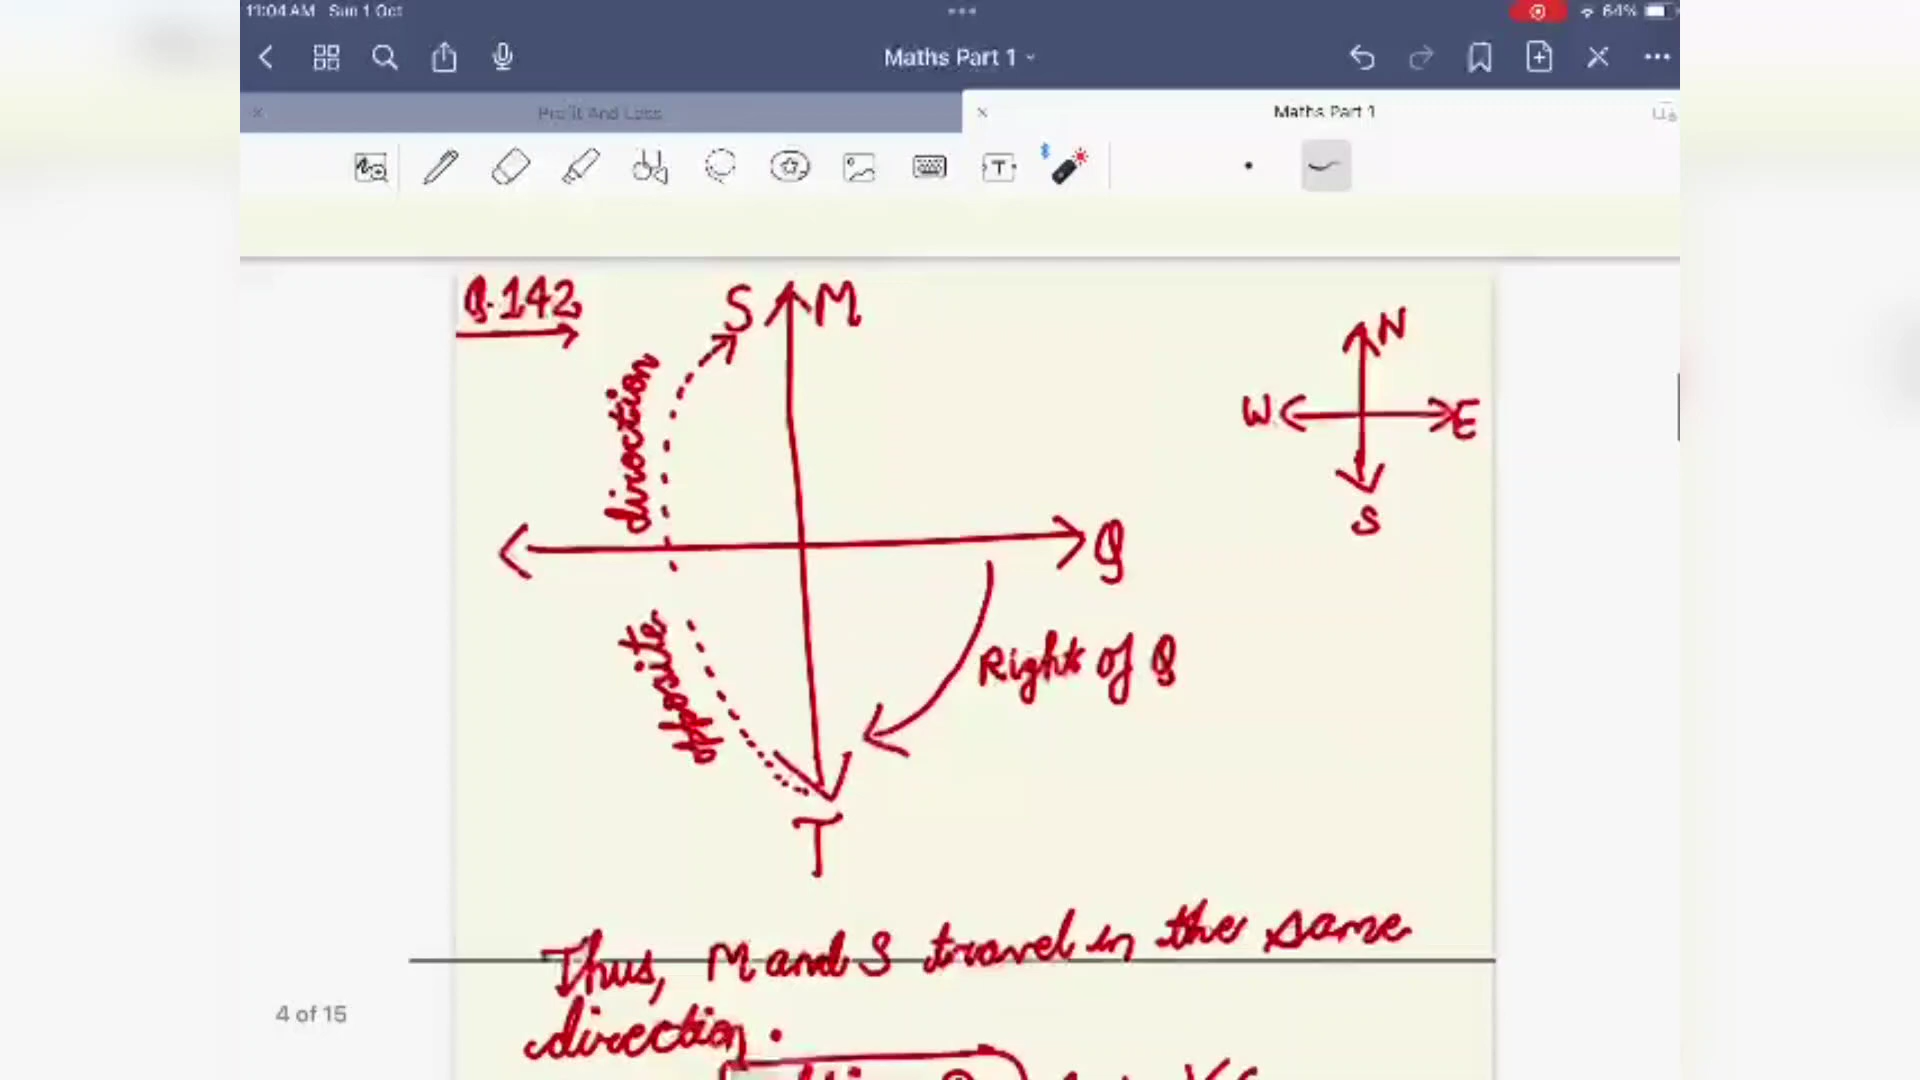 11:04 AM Sun 1 Oct
64%
Maths Part 1
Profit And Loss
Maths Part 1
T
Q.142
S M
N
W E
S
direction
Q
opposite
Right of Q
T
Thus, M and S travel in the same
direction.
4 of 15